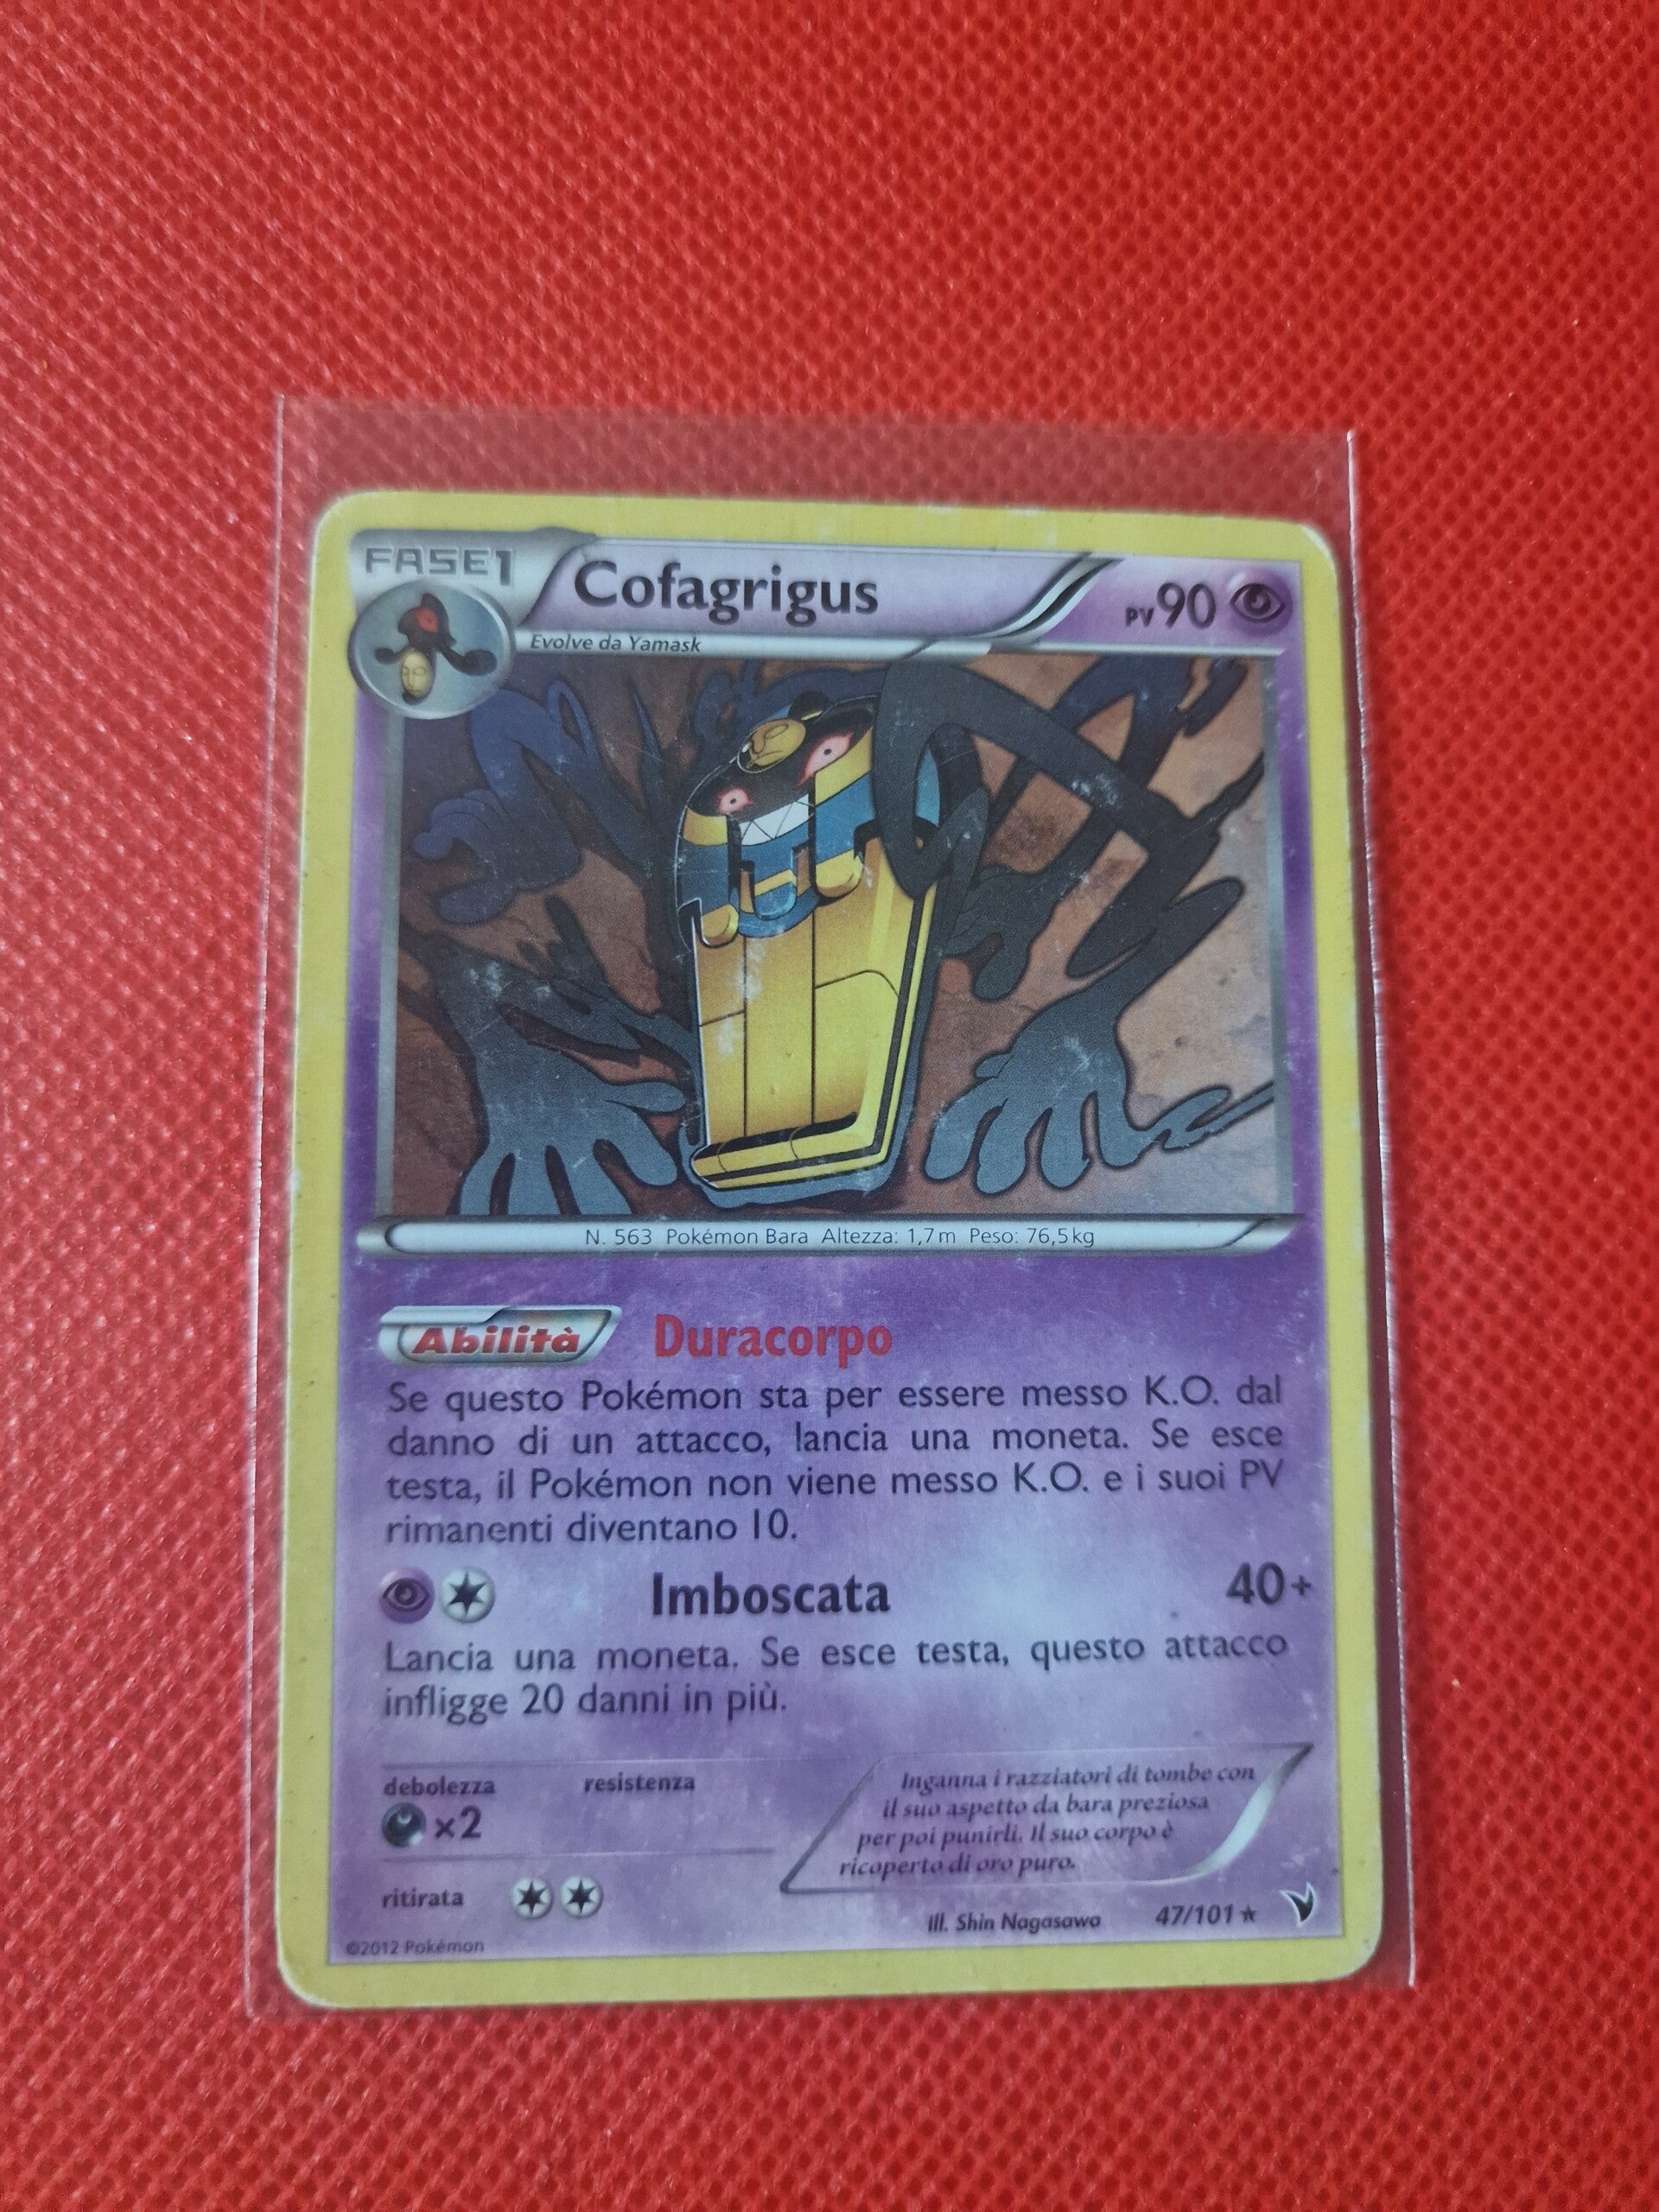 FASE1
Cofagrigus
PV90
Evolve da Yamask
N. 563 Pokémon Bara Altezza: 1,7 m Peso: 76,5 kg
Abilità Duracorpo
Se questo Pokémon sta per essere messo K.O. dal
danno di un attacco, lancia una moneta. Se esce
testa, il Pokémon non viene messo K.O. e i suoi PV
rimanenti diventano 10.
Imboscata 40+
Lancia una moneta. Se esce testa, questo attacco
infligge 20 danni in più.
debolezza resistenza
×2
Inganna i razziatori di tombe con
il suo aspetto da bara preziosa
per poi punirli. Il suo corpo è
ricoperto di oro puro.
ritirata
Ill. Shin Nagasawa 47/101 ★
©2012 Pokémon